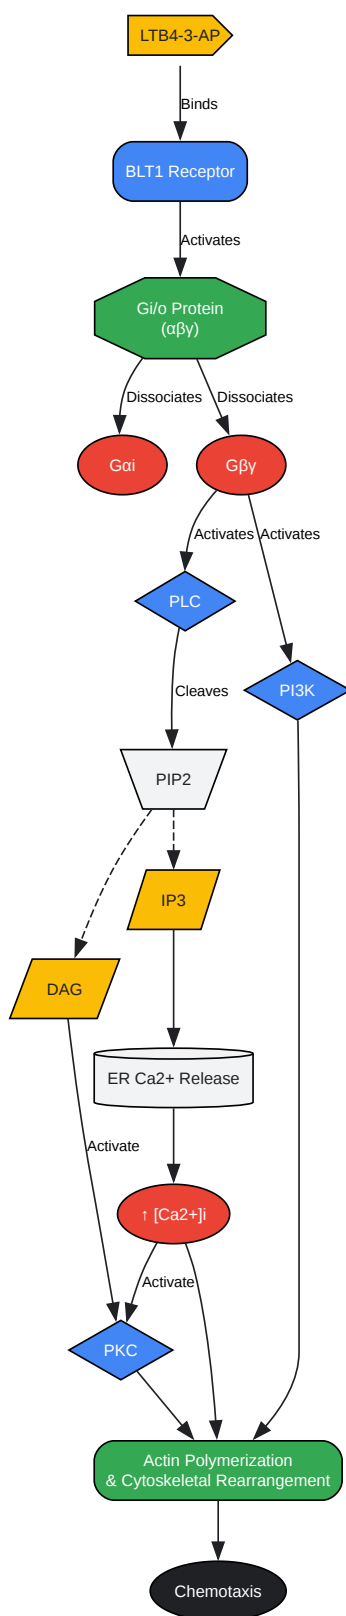 LTB4-3-AP
Binds
BLT1 Receptor
Activates
Gi/o Protein
(αβγ)
Dissociates
Dissociates
Gαi
Gβγ
Activates
Activates
PLC
PI3K
Cleaves
PIP2
IP3
DAG
ER Ca2+ Release
Activate
↑ [Ca2+]i
Activate
PKC
Actin Polymerization
& Cytoskeletal Rearrangement
Chemotaxis